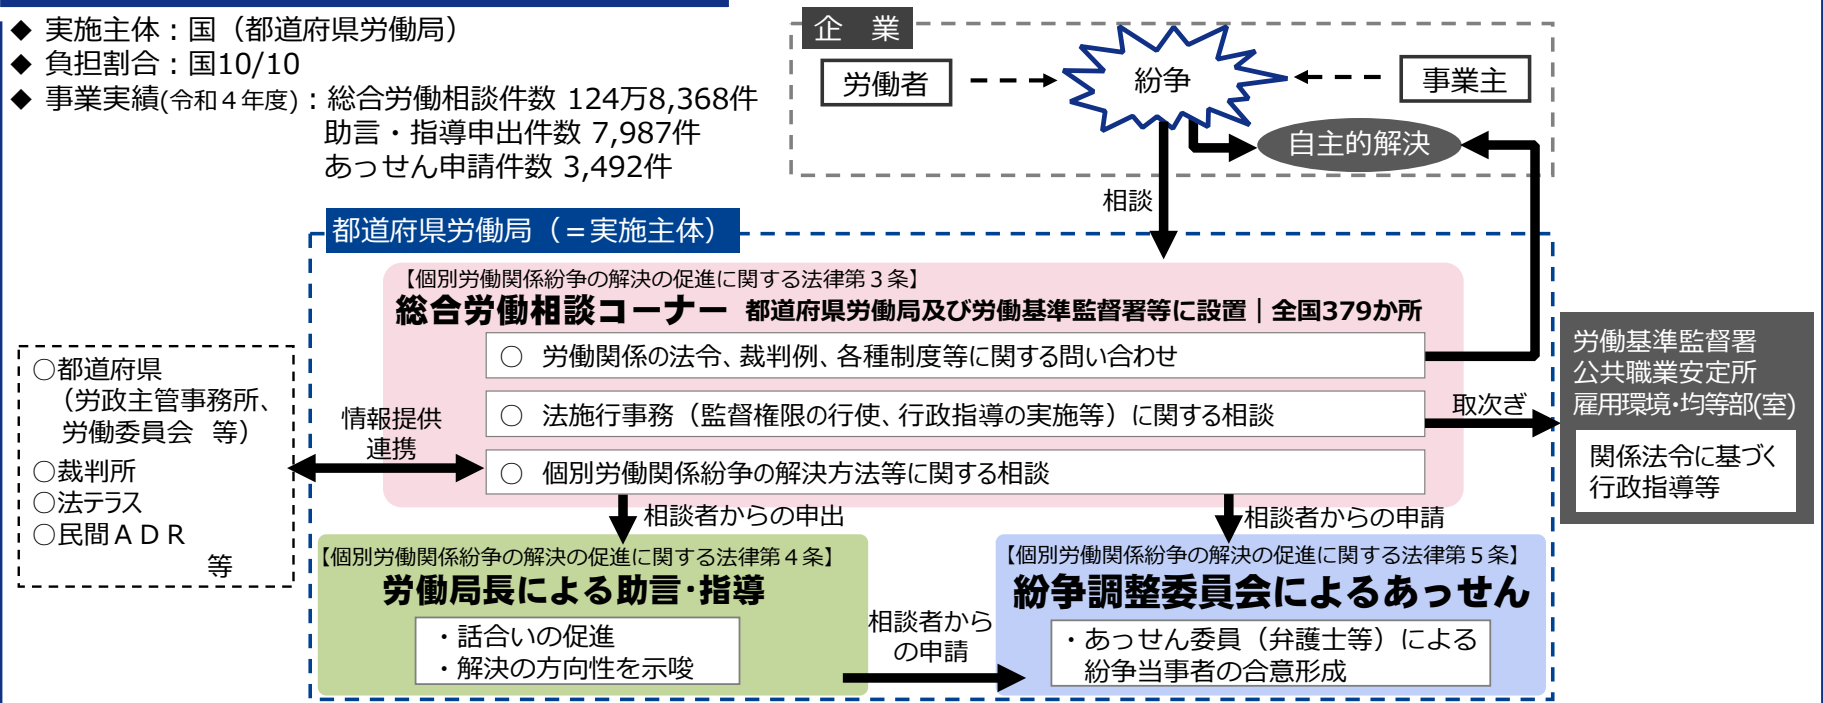 ◆ 実施主体：国（都道府県労働局）
◆ 負担割合：国10/10
◆ 事業実績(令和４年度)：総合労働相談件数 124万8,368件
助言・指導申出件数 7,987件
あっせん申請件数 3,492件
企　業
労働者
紛争
事業主
自主的解決
相談
都道府県労働局（＝実施主体）
【個別労働関係紛争の解決の促進に関する法律第３条】
総合労働相談コーナー 都道府県労働局及び労働基準監督署等に設置｜全国379か所
○ 労働関係の法令、裁判例、各種制度等に関する問い合わせ
○ 法施行事務（監督権限の行使、行政指導の実施等）に関する相談
○ 個別労働関係紛争の解決方法等に関する相談
○都道府県
（労政主管事務所、
労働委員会 等）
○裁判所
○法テラス
○民間ＡＤＲ
等
情報提供
連携
取次ぎ
労働基準監督署
公共職業安定所
雇用環境・均等部(室)
関係法令に基づく
行政指導等
相談者からの申出
相談者からの申請
【個別労働関係紛争の解決の促進に関する法律第４条】
労働局長による助言・指導
・話合いの促進
・解決の方向性を示唆
相談者から
の申請
【個別労働関係紛争の解決の促進に関する法律第５条】
紛争調整委員会によるあっせん
・あっせん委員（弁護士等）による
紛争当事者の合意形成